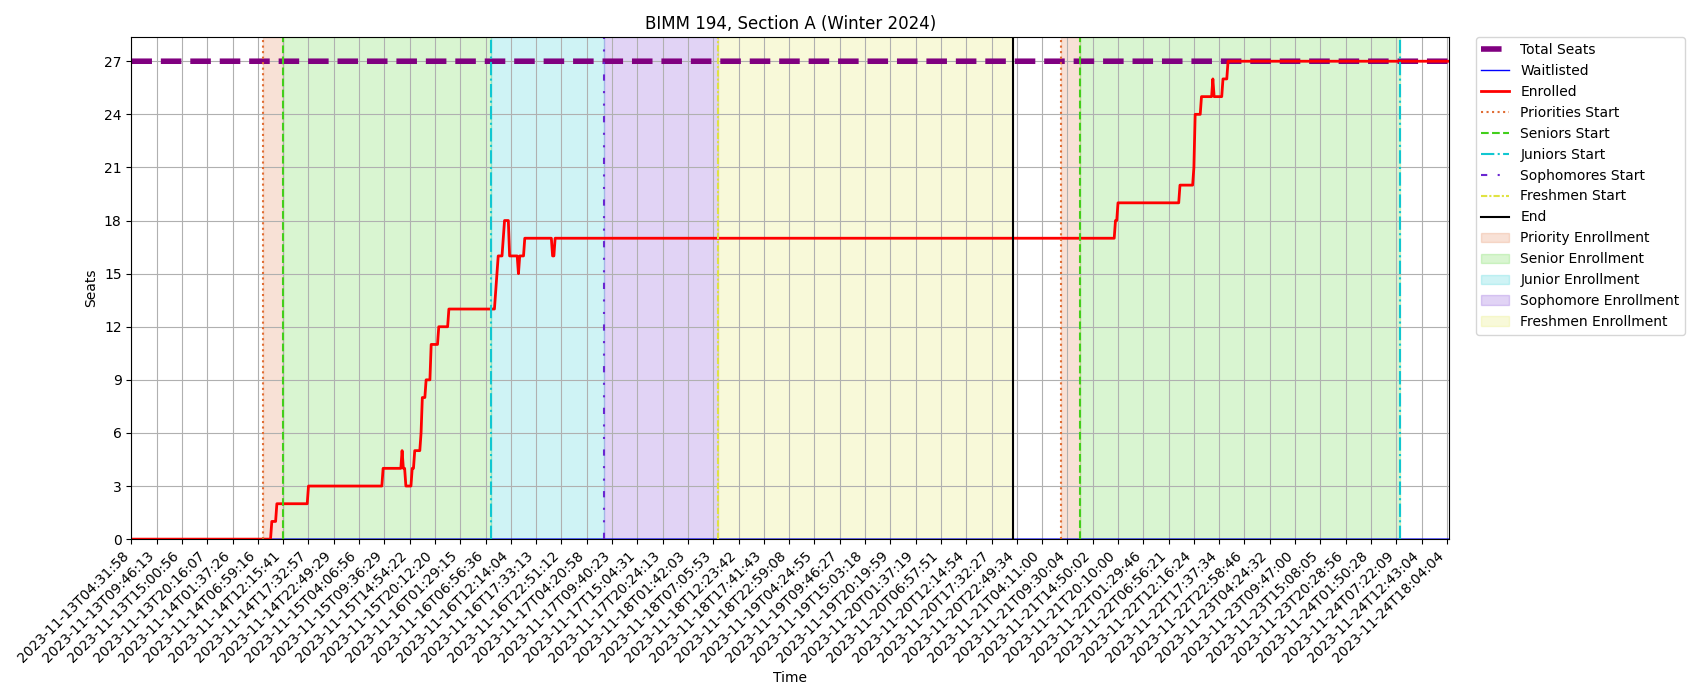 BIMM 194, Section A (Winter 2024)
Seats
27
24
21
18
15
12
9
6
3
0
2023-11-13T04:31:58
2023-11-13T09:46:13
2023-11-13T15:00:56
2023-11-13T20:16:07
2023-11-14T01:37:26
2023-11-14T06:59:16
2023-11-14T12:15:41
2023-11-14T17:32:57
2023-11-14T22:49:29
2023-11-15T04:06:56
2023-11-15T09:36:29
2023-11-15T14:54:22
2023-11-15T20:12:20
2023-11-16T01:29:15
2023-11-16T06:56:36
2023-11-16T12:14:04
2023-11-16T17:33:13
2023-11-16T22:51:12
2023-11-17T04:20:58
2023-11-17T09:40:23
2023-11-17T15:04:31
2023-11-17T20:24:13
2023-11-18T01:42:03
2023-11-18T07:05:53
2023-11-18T12:23:42
2023-11-18T17:41:43
2023-11-18T22:59:08
2023-11-19T04:24:55
2023-11-19T09:46:27
2023-11-19T15:03:18
2023-11-19T20:19:59
2023-11-20T01:37:19
2023-11-20T06:57:51
2023-11-20T12:14:54
2023-11-20T17:32:27
2023-11-20T22:49:34
2023-11-21T04:11:00
2023-11-21T09:30:04
2023-11-21T14:50:02
2023-11-21T20:10:00
2023-11-22T01:29:46
2023-11-22T06:56:21
2023-11-22T12:16:24
2023-11-22T17:37:34
2023-11-22T22:58:46
2023-11-23T04:24:32
2023-11-23T09:47:00
2023-11-23T15:08:05
2023-11-23T20:28:56
2023-11-24T01:50:28
2023-11-24T07:22:09
2023-11-24T12:43:04
2023-11-24T18:04:04
Time
Total Seats
Waitlisted
Enrolled
Priorities Start
Seniors Start
Juniors Start
Sophomores Start
Freshmen Start
End
Priority Enrollment
Senior Enrollment
Junior Enrollment
Sophomore Enrollment
Freshmen Enrollment